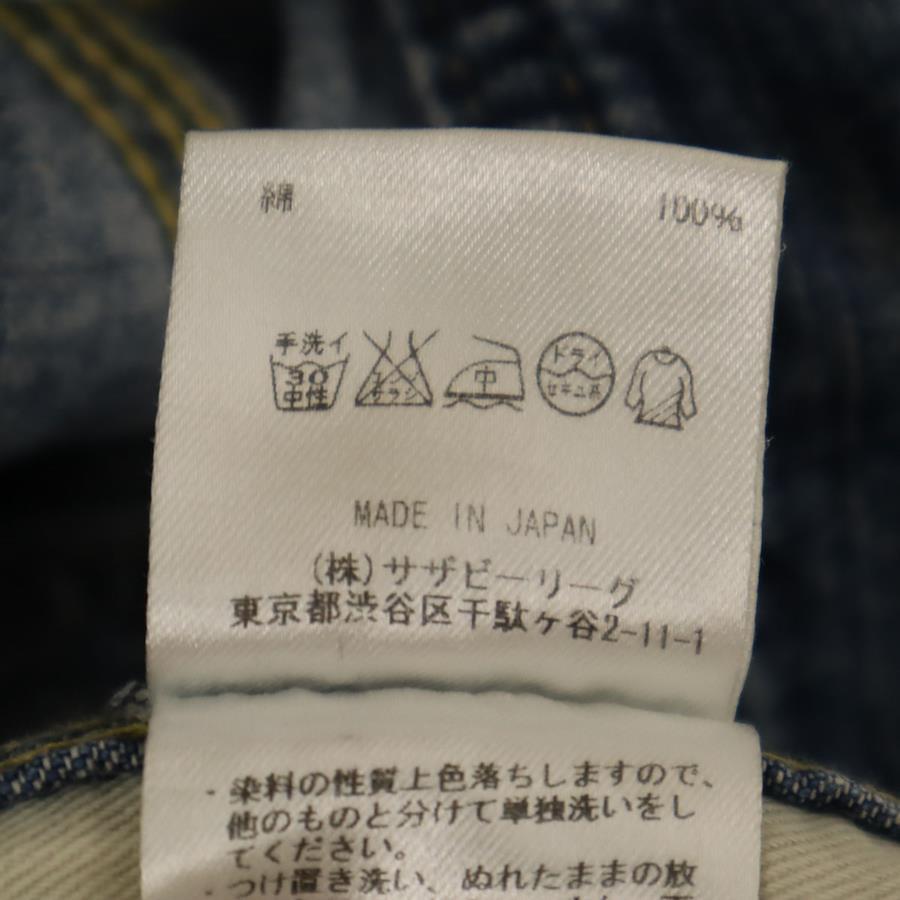 綿 100%
手洗イ
30
中性
エンソ
サラシ
中
ドライ
セキユ系
MADE IN JAPAN
(株)サザビーリーグ
東京都渋谷区千駄ヶ谷2-11-1
・染料の性質上色落ちしますので、
他のものと分けて単独洗いをし
てください。
・つけ置き洗い、ぬれたままの放